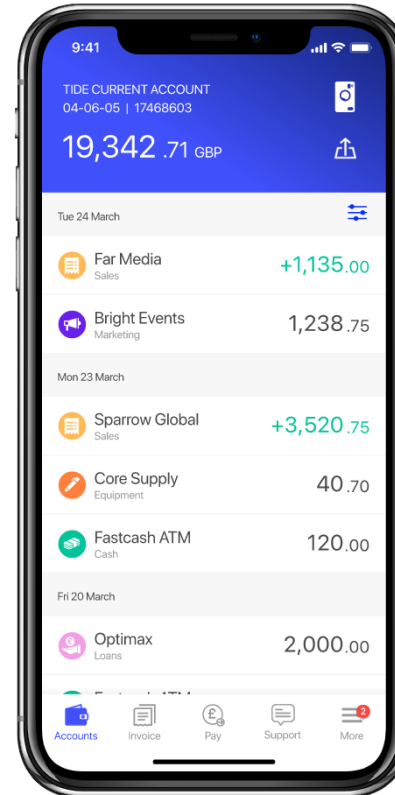 9:41
TIDE CURRENT ACCOUNT
04-06-05 | 17468603
19,342 .71 GBP
Tue 24 March
Far Media +1,135.00
Sales
Bright Events 1,238 .75
Marketing
Mon 23 March
Sparrow Global +3,520 .75
Sales
Core Supply 40 .70
Equipment
Fastcash ATM 120.00
Cash
Fri 20 March
Optimax 2,000.00
Loans
2
Accounts Invoice Pay Support More